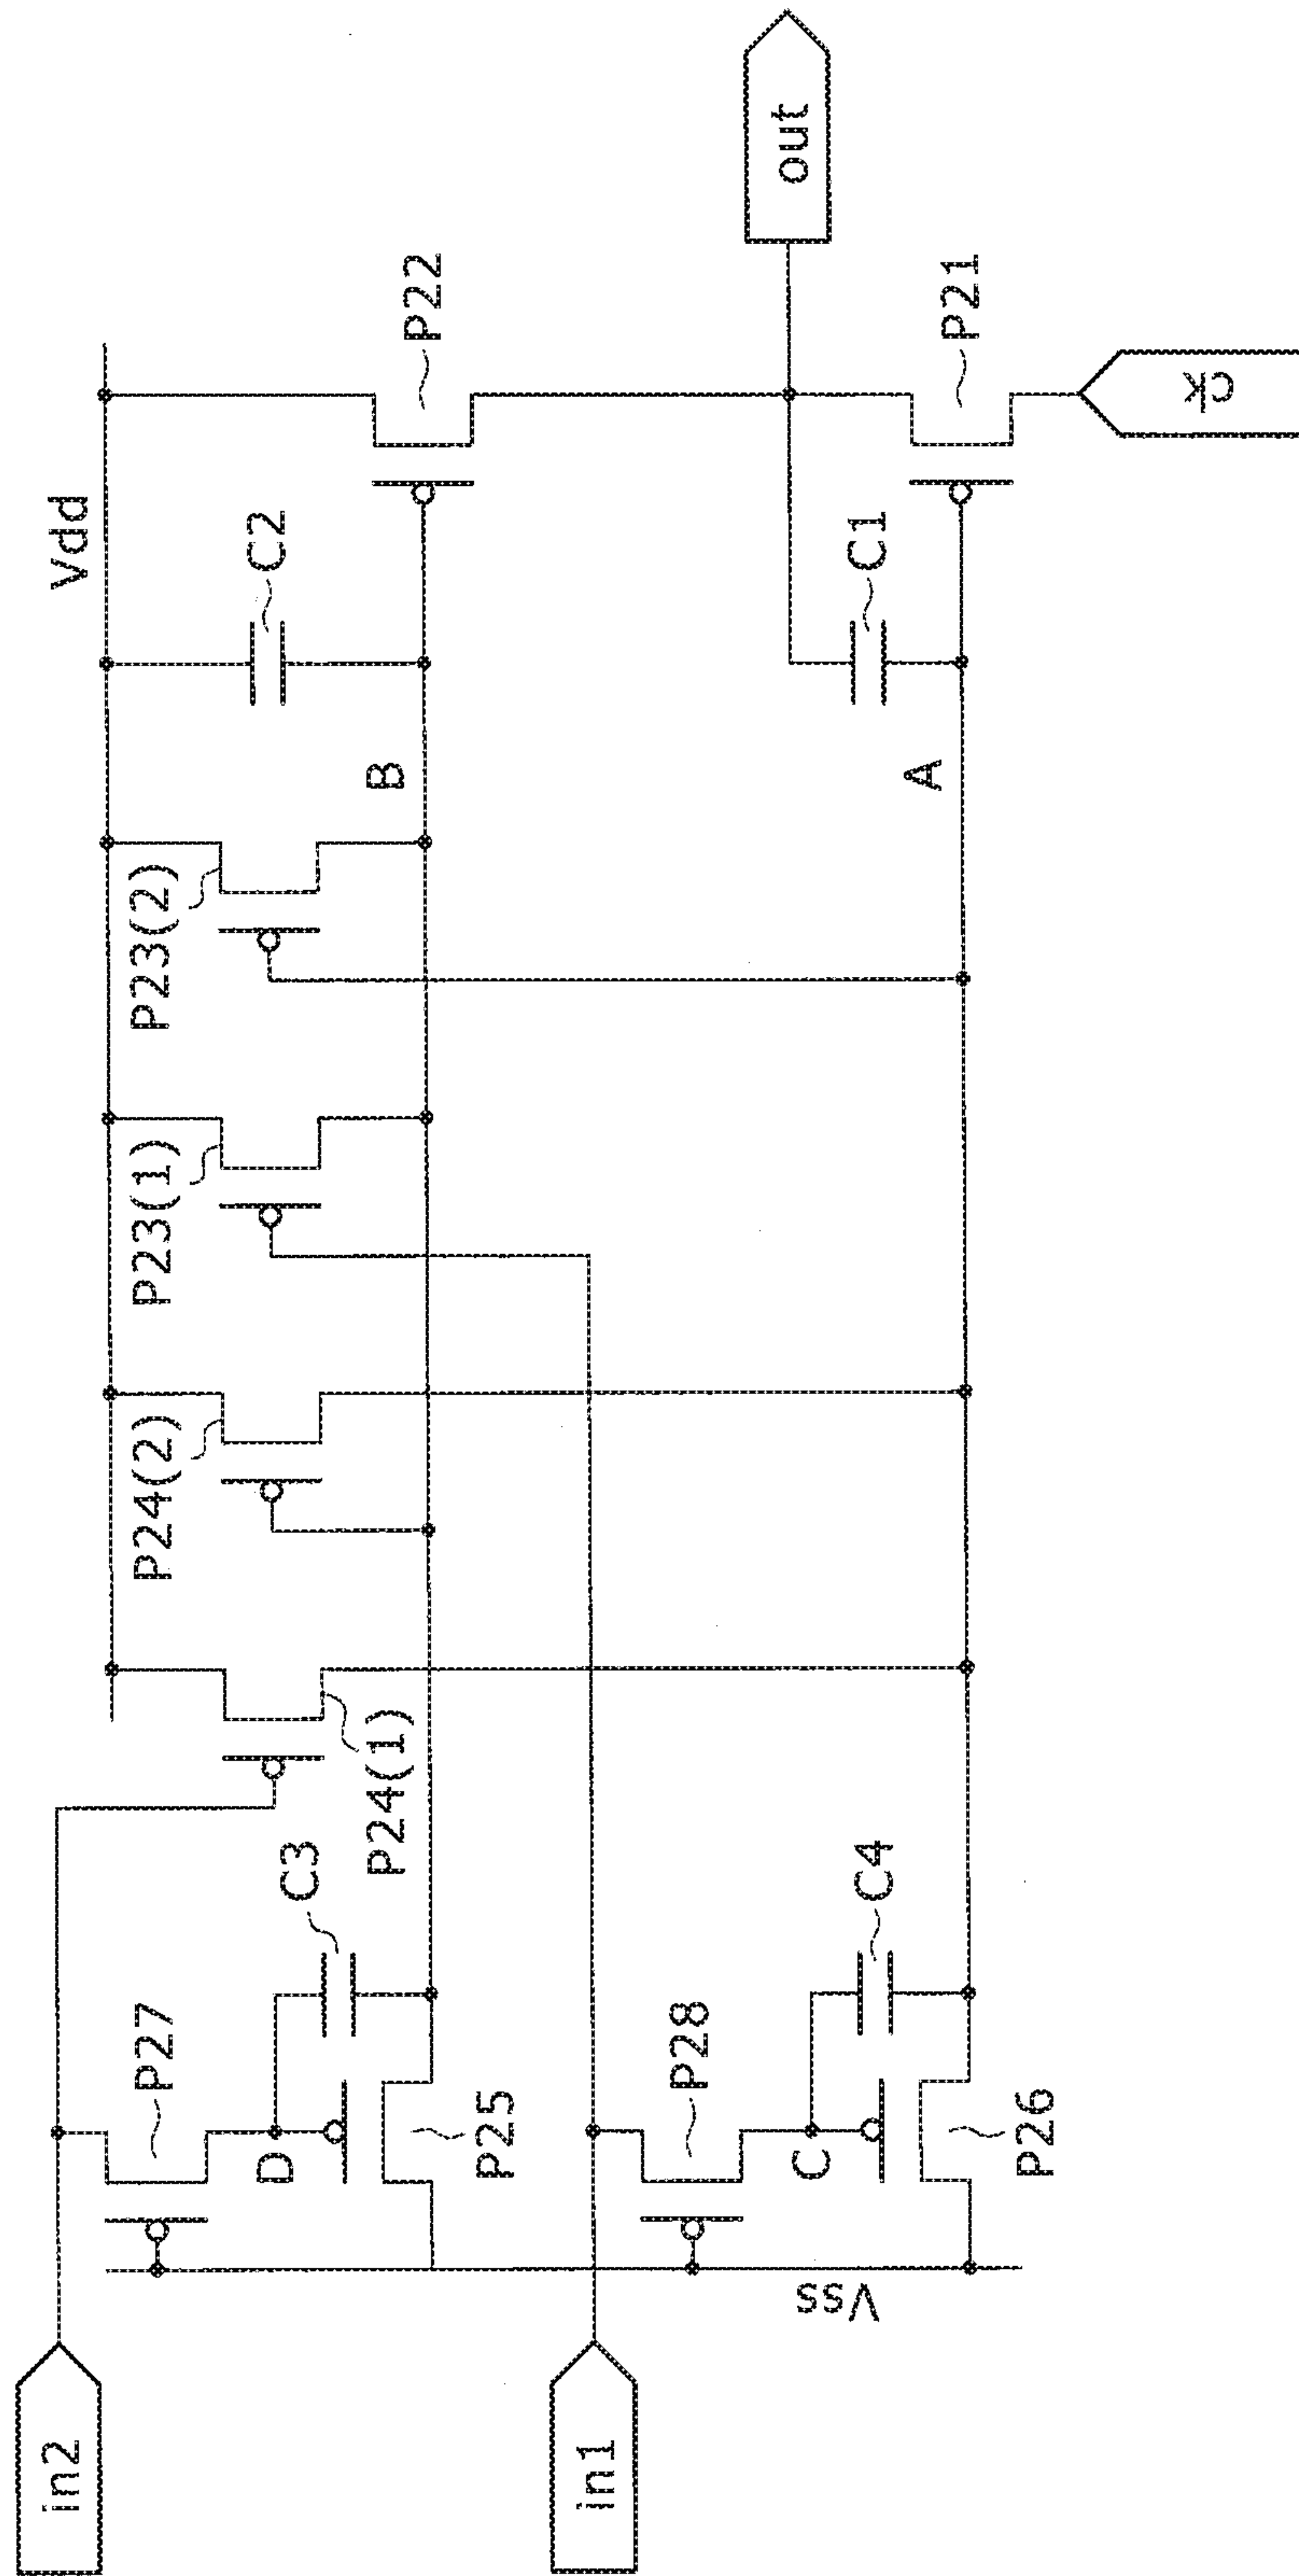 in2
P27
D
C3
P25
P24(1)
P24(2)
P23(1)
P23(2)
B
C2
Vdd
P22
in1
P28
C
C4
P26
Vss
A
C1
P21
out
ck